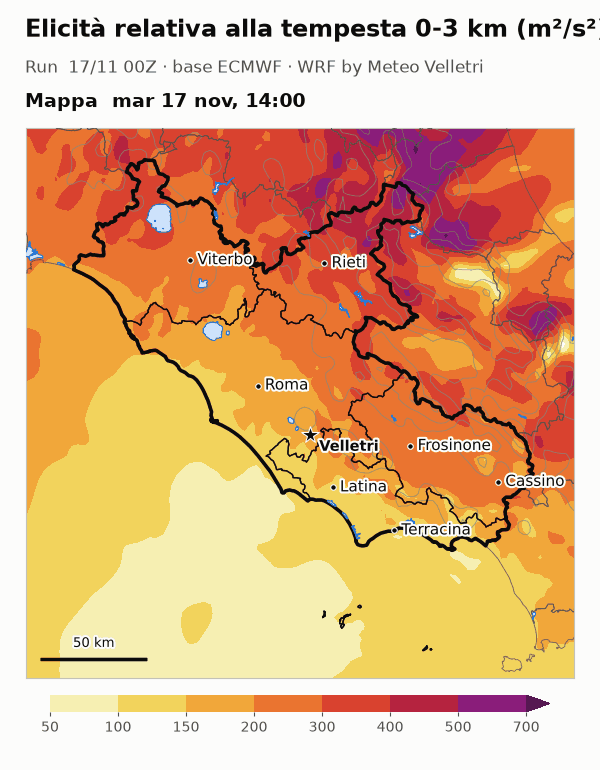 Elicità relativa alla tempesta 0-3 km (m²/s²)
Run 17/11 00Z · base ECMWF · WRF by Meteo Velletri
Mappa mar 17 nov, 14:00
Viterbo
Rieti
Roma
Velletri
Frosinone
Cassino
Latina
Terracina
50 km
50 100 150 200 300 400 500 700